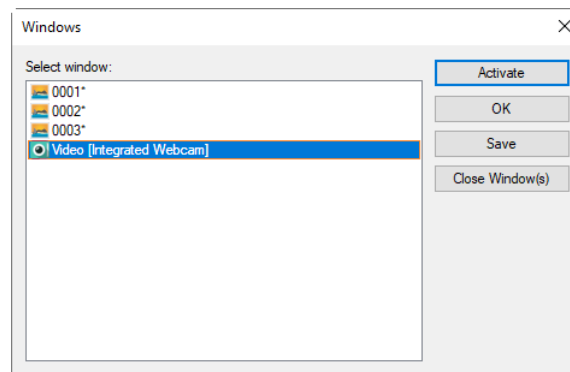 Windows
Select window:
0001*
0002*
0003*
Video [Integrated Webcam]
Activate
OK
Save
Close Window(s)